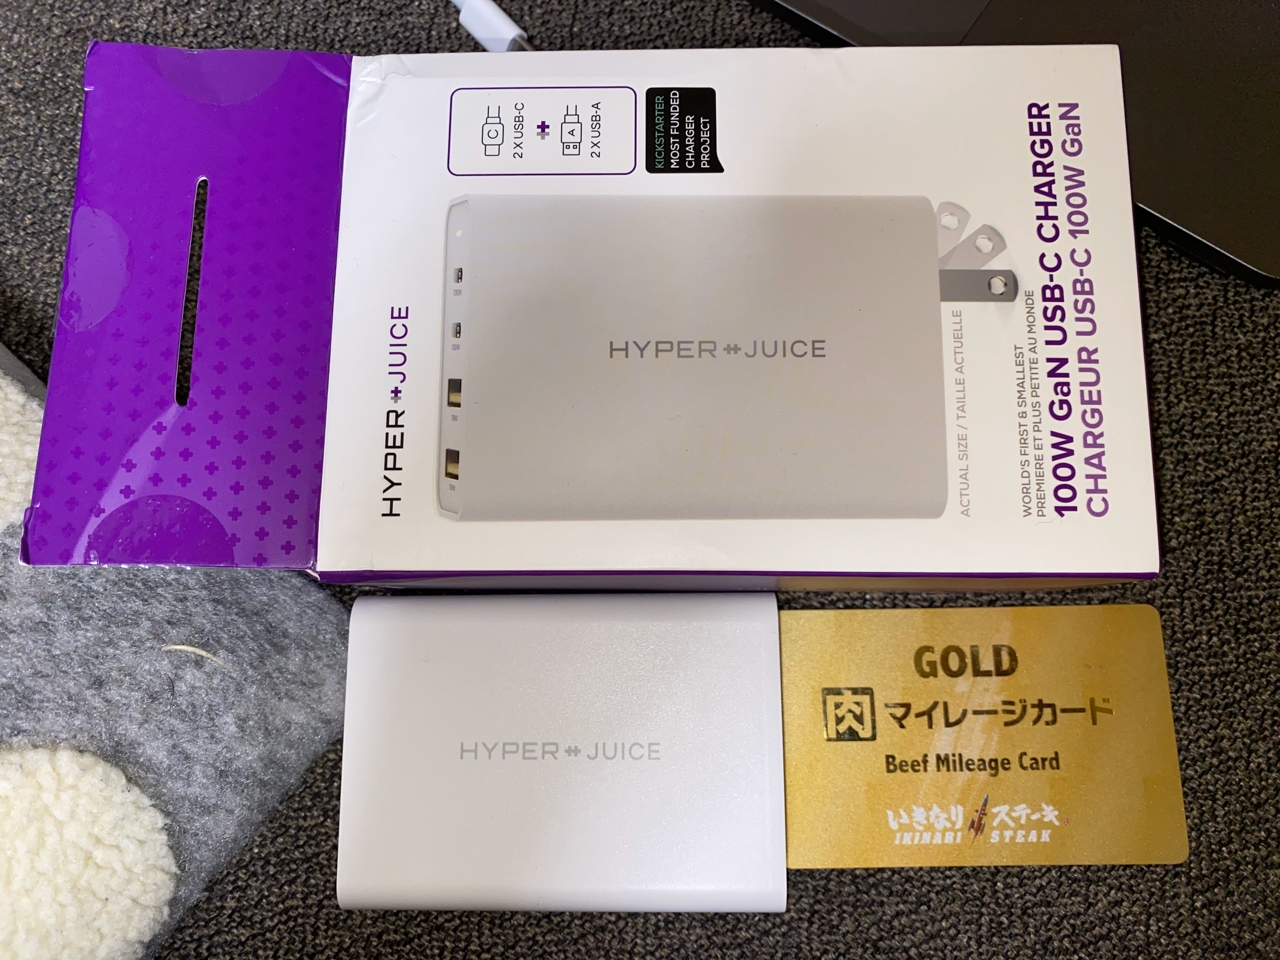 2 X USB-C
2 X USB-A
C
A
KICKSTARTER
MOST FUNDED
CHARGER
PROJECT
HYPER JUICE
HYPER JUICE
ACTUAL SIZE / TAILLE ACTUELLE
WORLD'S FIRST & SMALLEST
PREMIERE ET PLUS PETITE AU MONDE
100W GaN USB-C CHARGER
CHARGEUR USB-C 100W GaN
HYPER JUICE
GOLD
肉 マイレージカード
Beef Mileage Card
いきなりステーキ
IKINARI STEAK